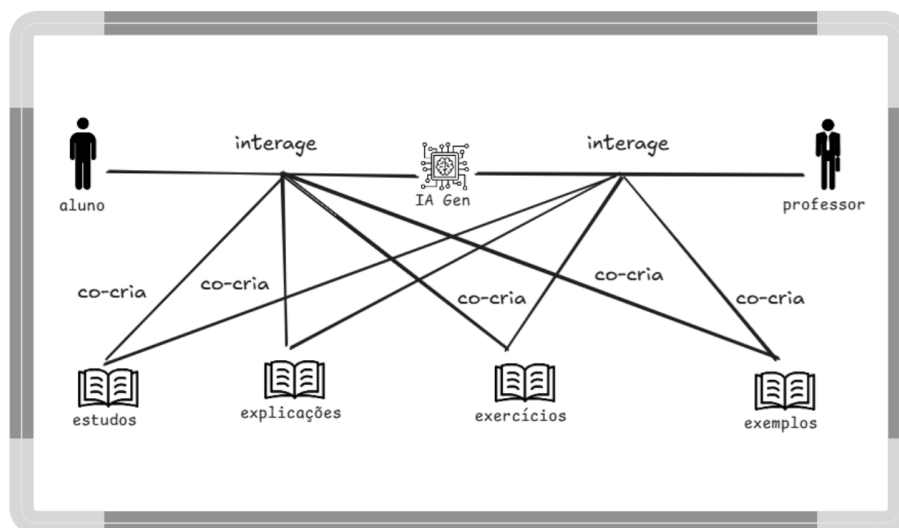 interage
interage
aluno
IA Gen
professor
co-cria
co-cria
co-cria
co-cria
co-cria
estudos
explicações
exercícios
exemplos